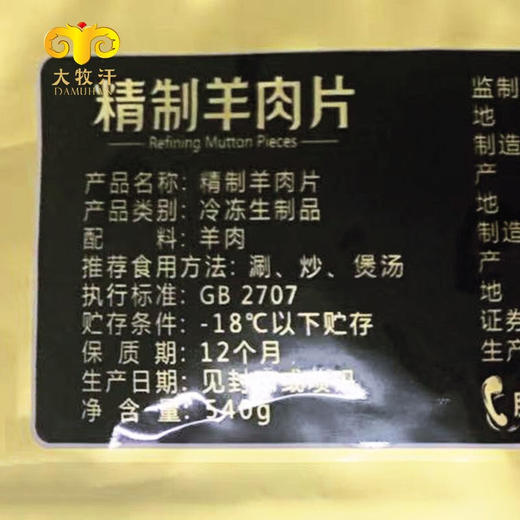 大牧汗
DAMUHAN
精制羊肉片
Refining Mutton Pieces
产品名称: 精制羊肉片
产品类别: 冷冻生制品
配 料: 羊肉
推荐食用方法: 涮、炒、煲汤
执行标准: GB 2707
贮存条件: -18℃以下贮存
保 质 期: 12个月
生产日期: 见封
净 含 量: 540g
监制
地
制造
产
地
制造
产
地
证券
生产